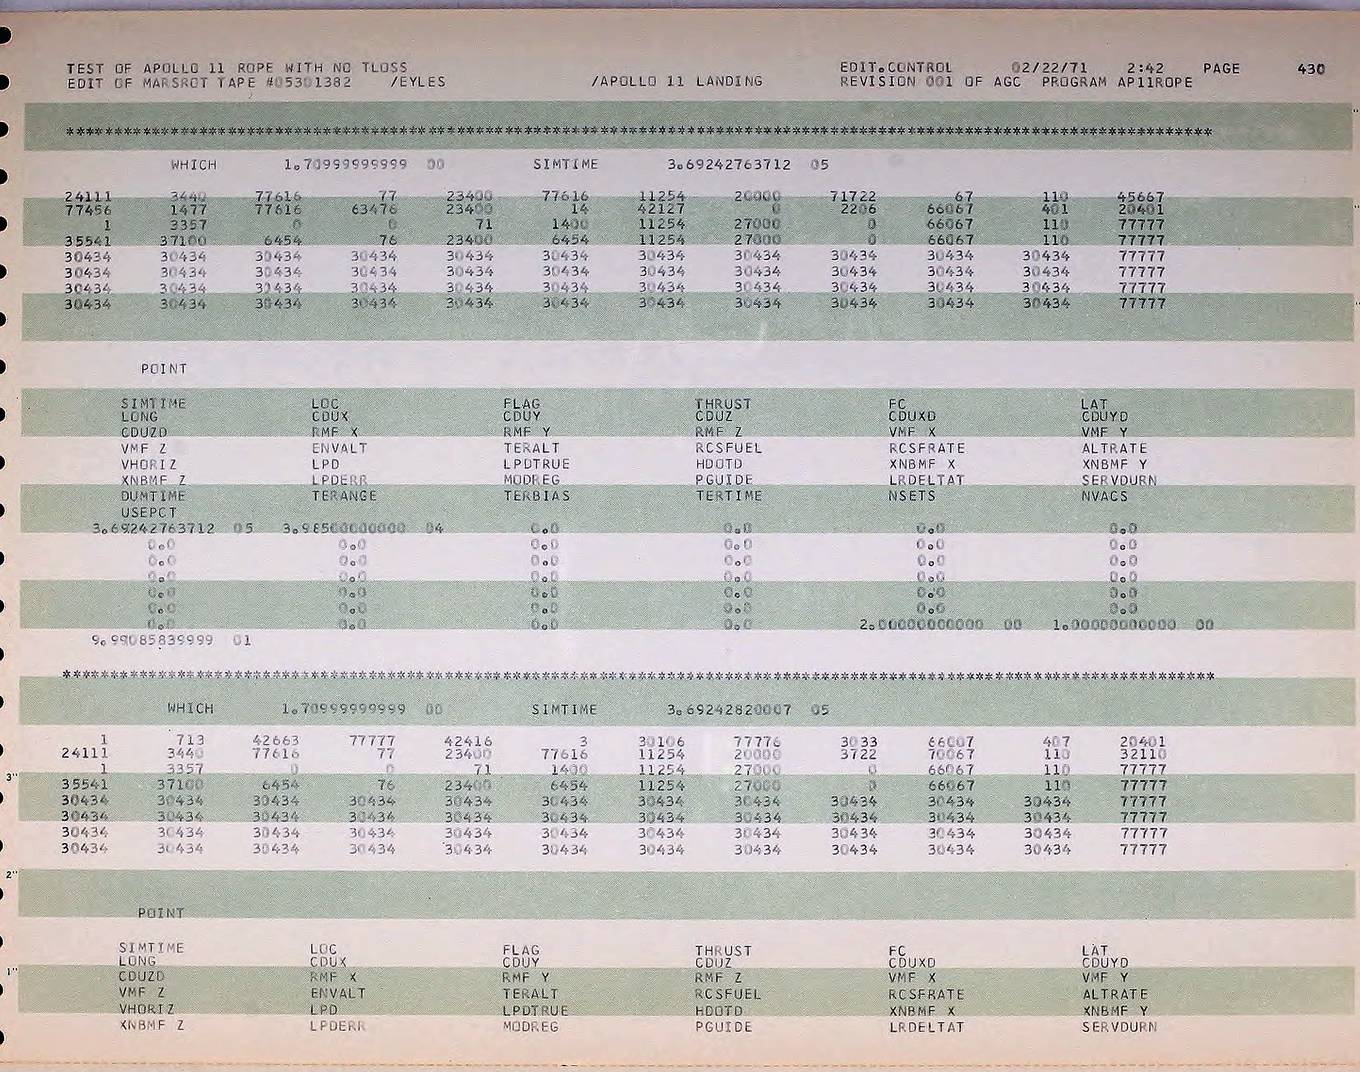 TEST OF APOLLO 11 ROPE WITH NO TLOSS EDIT.CONTROL 02/22/71 2:42 PAGE 430
EDIT OF MARSROT TAPE #05301382 /EYLES /APOLLO 11 LANDING REVISION 001 OF AGC PROGRAM AP11ROPE
WHICH 1.70999999999 00 SIMTIME 3.69242763712 05
24111 3440 77616 77 23400 77616 11254 20000 71722 67 110 45667
77456 1477 77616 63476 23400 14 42127 0 2206 66067 401 20401
1 3357 0 0 71 1400 11254 27000 0 66067 110 77777
35541 37100 6454 76 23400 6454 11254 27000 0 66067 110 77777
30434 30434 30434 30434 30434 30434 30434 30434 30434 30434 30434 77777
30434 30434 30434 30434 30434 30434 30434 30434 30434 30434 30434 77777
30434 30434 30434 30434 30434 30434 30434 30434 30434 30434 30434 77777
30434 30434 30434 30434 30434 30434 30434 30434 30434 30434 30434 77777
POINT
SIMTIME LOC FLAG THRUST FC LAT
LONG CDUX CDUY CDUZ CDUXD CDUYD
CDUZD RMF X RMF Y RMF Z VMF X VMF Y
VMF Z ENVALT TERALT RCSFUEL RCSFRATE ALTRATE
VHORIZ LPD LPDTRUE HDOTD XNBMF X XNBMF Y
XNBMF Z LPDERR MODREG PGUIDE LRDELTAT SERVDURN
DUMTIME TERANGE TERBIAS TERTIME NSETS NVACS
USEPCT
3.69242763712 05 3.98500000000 04 0.0 0.0 0.0 0.0
0.0 0.0 0.0 0.0 0.0 0.0
0.0 0.0 0.0 0.0 0.0 0.0
0.0 0.0 0.0 0.0 0.0 0.0
0.0 0.0 0.0 0.0 0.0 0.0
0.0 0.0 0.0 0.0 0.0 0.0
0.0 0.0 0.0 0.0 2.00000000000 00 1.00000000000 00
9.99085839999 01
WHICH 1.70999999999 00 SIMTIME 3.69242820007 05
1 713 42663 77777 42416 3 30106 77776 3033 66007 407 20401
24111 3440 77616 77 23400 77616 11254 20000 3722 70067 110 32110
1 3357 0 0 71 1400 11254 27000 0 66067 110 77777
3" 35541 37100 6454 76 23400 6454 11254 27000 0 66067 110 77777
30434 30434 30434 30434 30434 30434 30434 30434 30434 30434 30434 77777
30434 30434 30434 30434 30434 30434 30434 30434 30434 30434 30434 77777
30434 30434 30434 30434 30434 30434 30434 30434 30434 30434 30434 77777
30434 30434 30434 30434 30434 30434 30434 30434 30434 30434 30434 77777
2"
POINT
SIMTIME LOC FLAG THRUST FC LAT
LONG CDUX CDUY CDUZ CDUXD CDUYD
1" CDUZD RMF X RMF Y RMF Z VMF X VMF Y
VMF Z ENVALT TERALT RCSFUEL RCSFRATE ALTRATE
VHORIZ LPD LPDTRUE HDOTD XNBMF X XNBMF Y
XNBMF Z LPDERR MODREG PGUIDE LRDELTAT SERVDURN